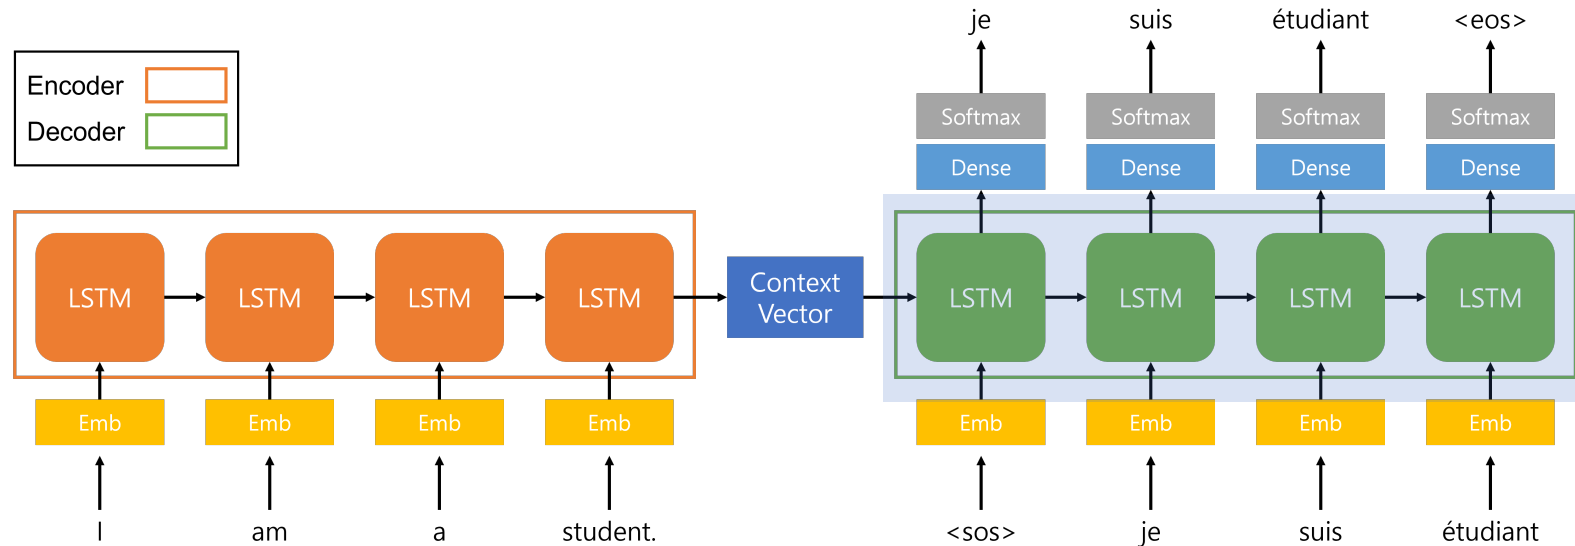 je suis étudiant <eos>
Encoder
Decoder
Softmax Softmax Softmax Softmax
Dense Dense Dense Dense
LSTM LSTM LSTM LSTM
Context
Vector
LSTM LSTM LSTM LSTM
Emb Emb Emb Emb
Emb Emb Emb Emb
I am a student.
<sos> je suis étudiant